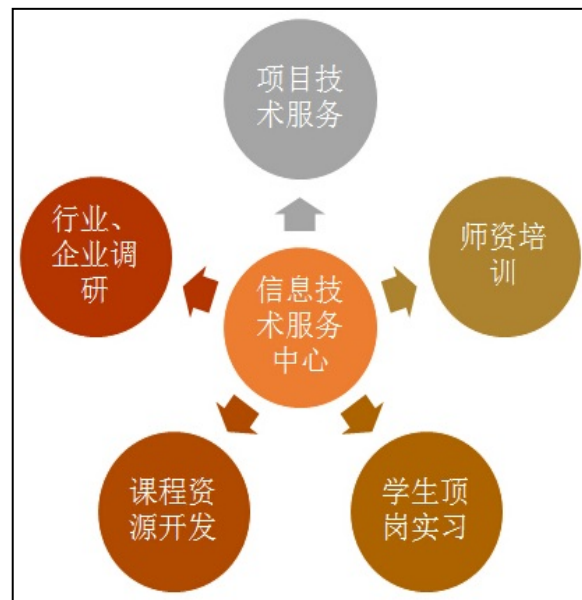 项目技
术服务
行业、
企业调
研
师资培
训
信息技
术服务
中心
课程资
源开发
学生顶
岗实习